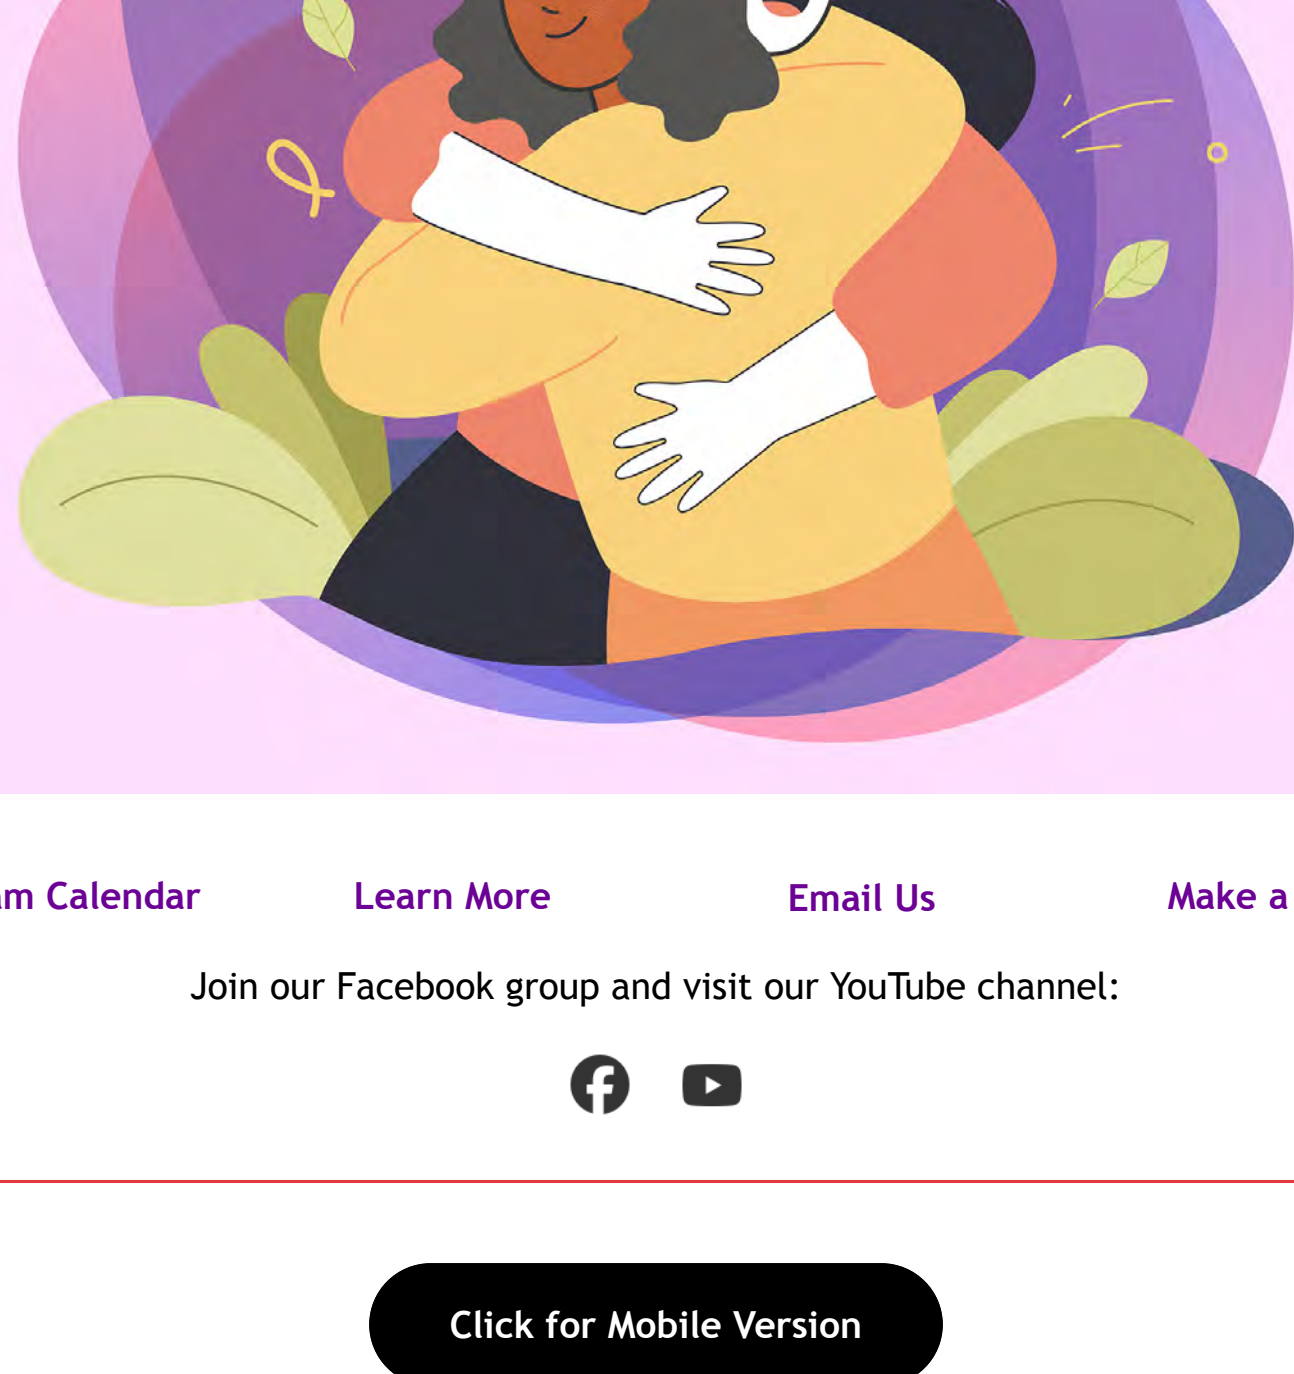 am Calendar Learn More Email Us Make a
Join our Facebook group and visit our YouTube channel:
Click for Mobile Version